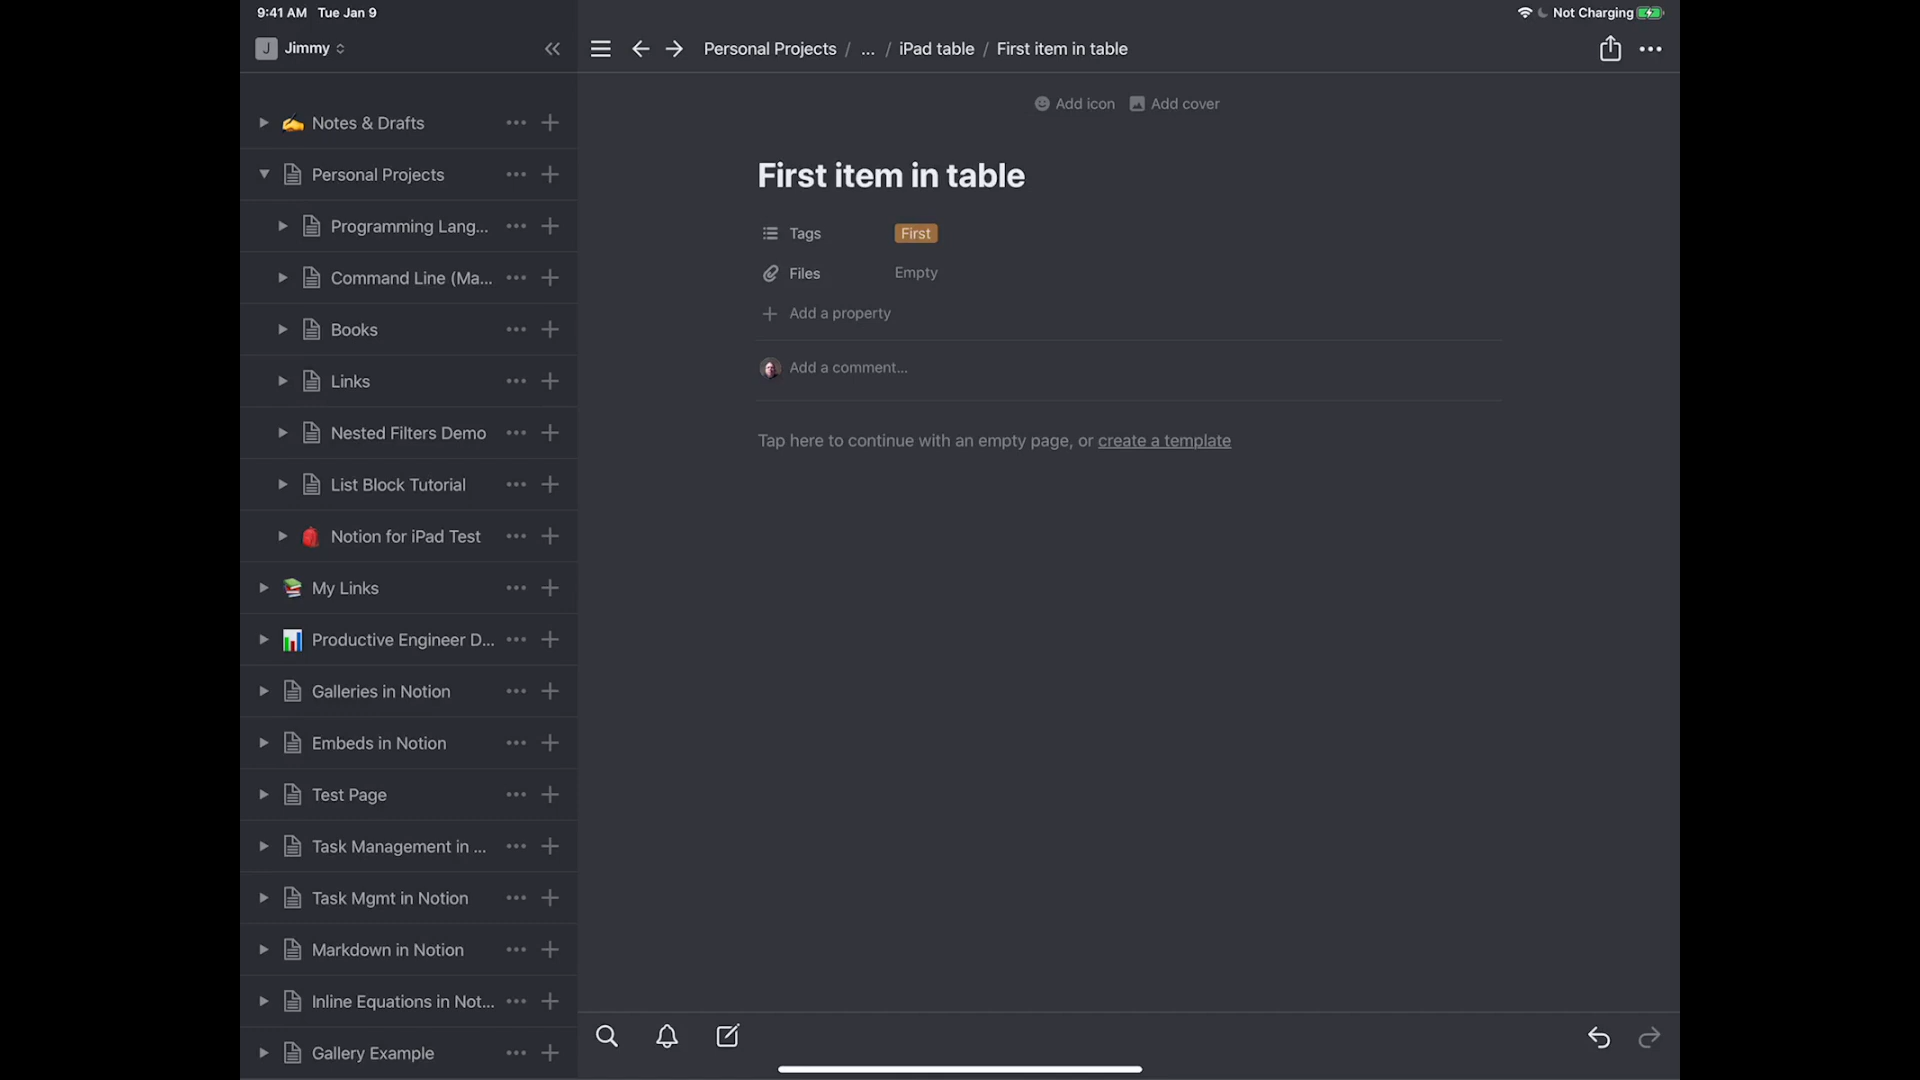 9:41 AM Tue Jan 9
Not Charging
J Jimmy
Personal Projects / ... / iPad table / First item in table
Notes & Drafts
Personal Projects
Programming Lang...
Command Line (Ma...
Books
Links
Nested Filters Demo
List Block Tutorial
Notion for iPad Test
My Links
Productive Engineer D...
Galleries in Notion
Embeds in Notion
Test Page
Task Management in ...
Task Mgmt in Notion
Markdown in Notion
Inline Equations in Not...
Gallery Example
Add icon Add cover
First item in table
Tags First
Files Empty
Add a property
Add a comment...
Tap here to continue with an empty page, or create a template